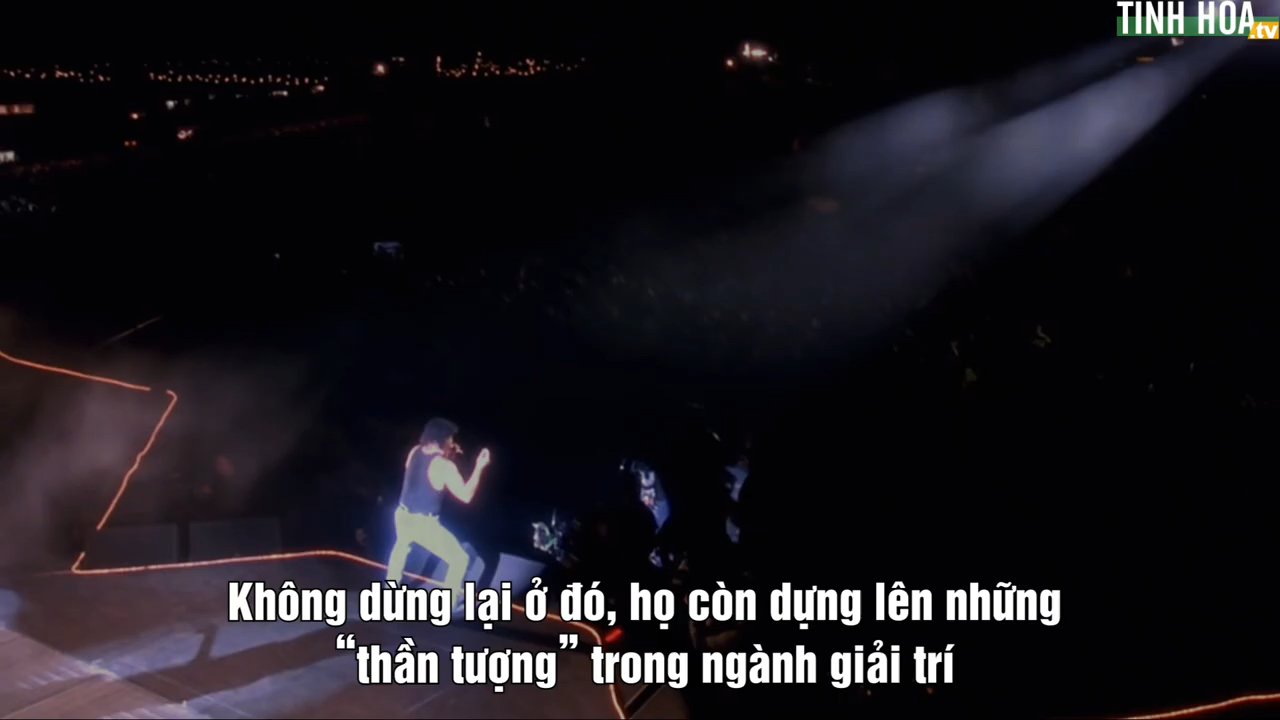 TINH HOA
.tv
Không dừng lại ở đó, họ còn dựng lên những
“thần tượng” trong ngành giải trí